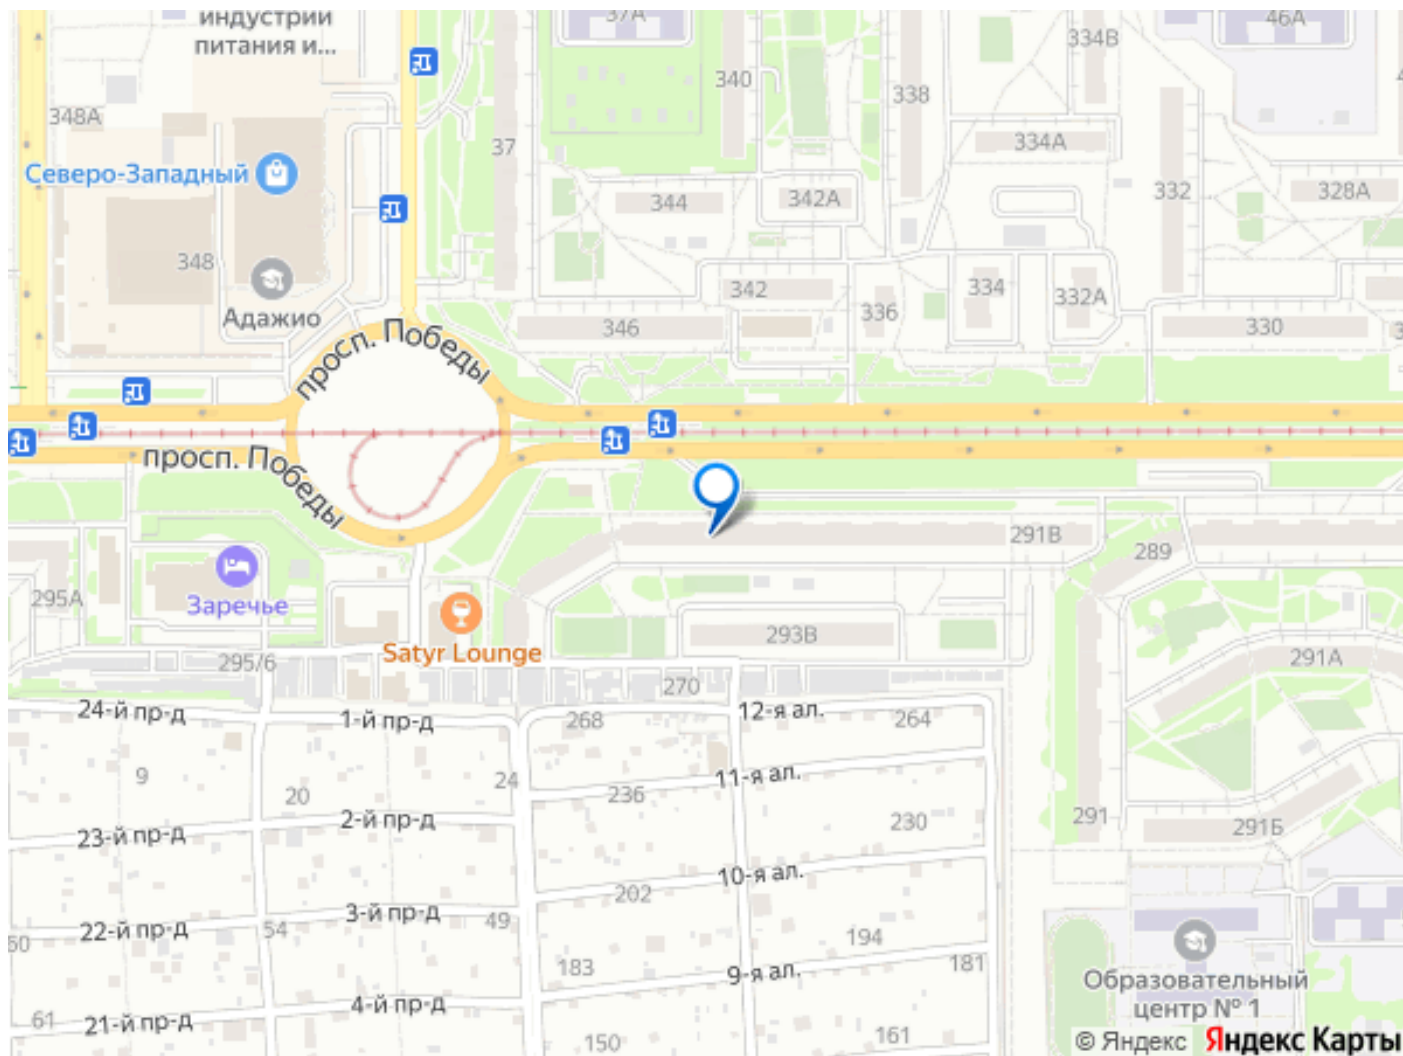 индустрии
питания и...
37А
46А
334В
340
338
348А
37
334А
Северо-Западный
344
342А
332
328А
348
342
334
332А
336
Адажио
346
330
просп. Победы
просп. Победы
291В
289
295А
Заречье
293В
Satyr Lounge
295/6
291А
270
24-й пр-д
1-й пр-д
268
12-я ал.
264
9
20
24
236
11-я ал.
23-й пр-д
2-й пр-д
230
291
291Б
202
10-я ал.
22-й пр-д
54
3-й пр-д
49
194
60
183
9-я ал.
181
Образовательный
центр № 1
61
21-й пр-д
4-й пр-д
150
161
© Яндекс Яндекс Карты